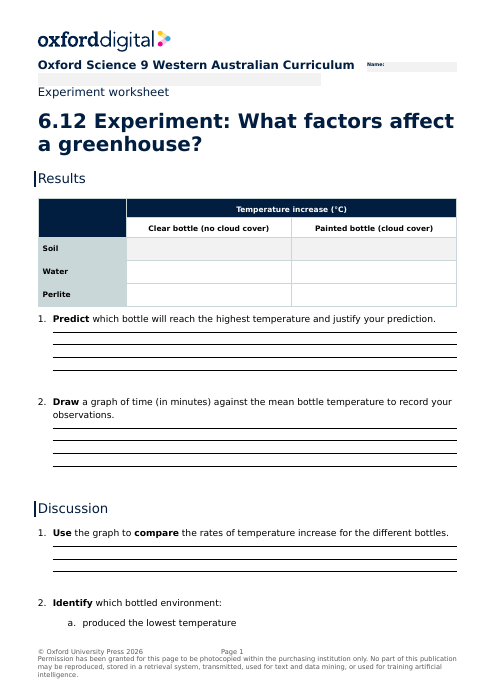 oxforddigital
Oxford Science 9 Western Australian Curriculum
Name:
Experiment worksheet
6.12 Experiment: What factors affect
a greenhouse?
Results
Temperature increase (°C)
Clear bottle (no cloud cover) Painted bottle (cloud cover)
Soil
Water
Perlite
1. Predict which bottle will reach the highest temperature and justify your prediction.
2. Draw a graph of time (in minutes) against the mean bottle temperature to record your
observations.
Discussion
1. Use the graph to compare the rates of temperature increase for the different bottles.
2. Identify which bottled environment:
a. produced the lowest temperature
© Oxford University Press 2026 Page 1
Permission has been granted for this page to be photocopied within the purchasing institution only. No part of this publication
may be reproduced, stored in a retrieval system, transmitted, used for text and data mining, or used for training artificial
intelligence.